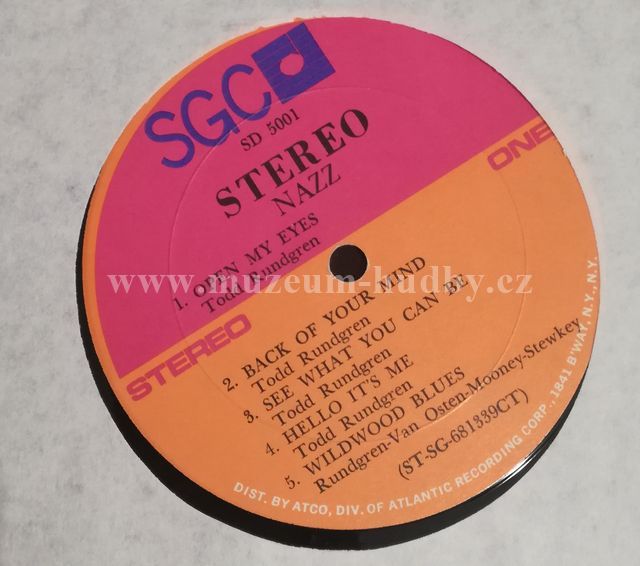 SGC
SD 5001
STEREO
NAZZ
1. OPEN MY EYES
Todd Rundgren
ONE
www.muzeum-hudby.cz
STEREO
2. BACK OF YOUR MIND
Todd Rundgren
3. SEE WHAT YOU CAN BE
Todd Rundgren
4. HELLO IT'S ME
Todd Rundgren
5. WILDWOOD BLUES
Rundgren-Van Osten-Mooney-Stewkey
(ST-SG-681339CT)
DIST. BY ATCO, DIV. OF ATLANTIC RECORDING CORP., 1841 B'WAY, N.Y., N.Y.